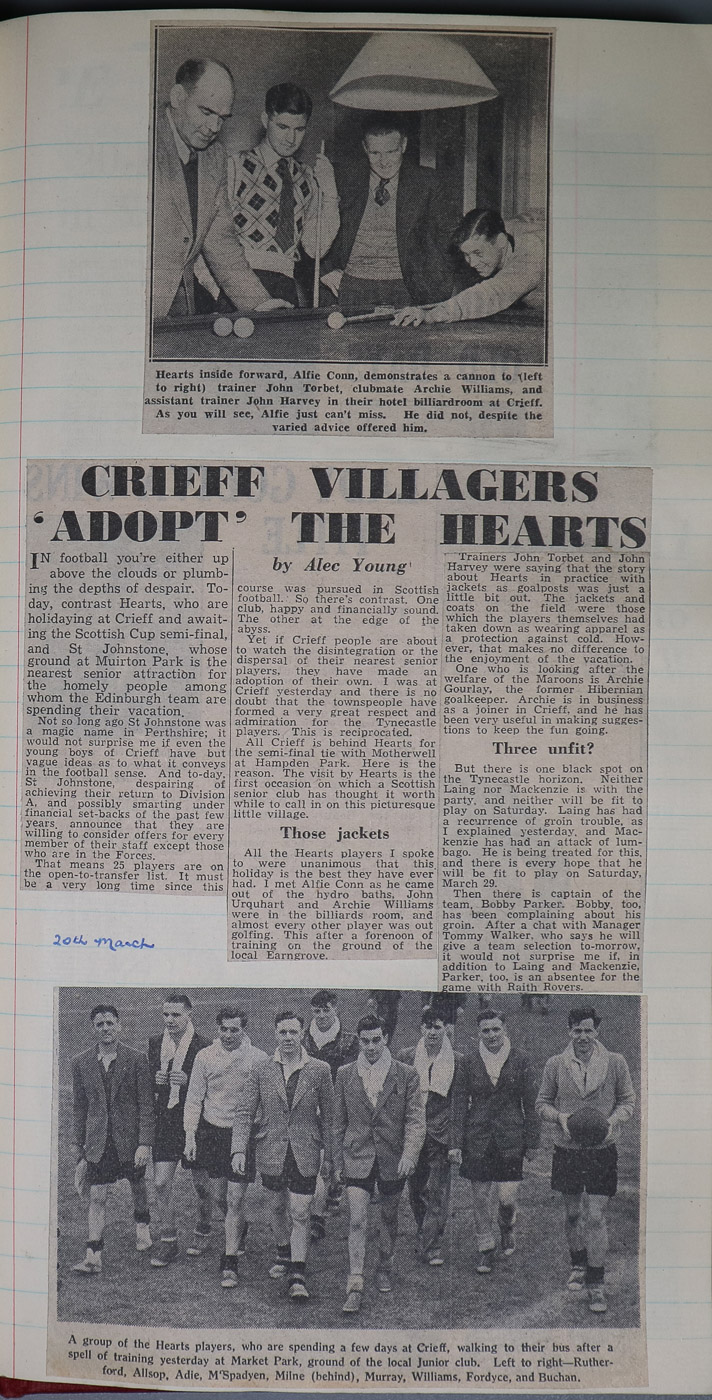 Hearts inside forward, Alfie Conn, demonstrates a cannon to (left
to right) trainer John Torbet, clubmate Archie Williams, and
assistant trainer John Harvey in their hotel billiardroom at Crieff.
As you will see, Alfie just can't miss. He did not, despite the
varied advice offered him.
CRIEFF VILLAGERS
'ADOPT' THE HEARTS
by Alec Young
IN football you're either up
above the clouds or plumb-
ing the depths of despair. To-
day, contrast Hearts, who are
holidaying at Crieff and await-
ing the Scottish Cup semi-final,
and St Johnstone, whose
ground at Muirton Park is the
nearest senior attraction for
the homely people among
whom the Edinburgh team are
spending their vacation.
Not so long ago St Johnstone was
a magic name in Perthshire; it
would not surprise me if even the
young boys of Crieff have but
vague ideas as to what it conveys
in the football sense. And to-day,
St Johnstone, despairing of
achieving their return to Division
A, and possibly smarting under
financial set-backs of the past few
years, announce that they are
willing to consider offers for every
member of their staff except those
who are in the Forces.
That means 25 players are on
the open-to-transfer list. It must
be a very long time since this
course was pursued in Scottish
football. So there's contrast. One
club, happy and financially sound.
The other at the edge of the
abyss.
Yet if Crieff people are about
to watch the disintegration or the
dispersal of their nearest senior
players, they have made an
adoption of their own. I was at
Crieff yesterday and there is no
doubt that the townspeople have
formed a very great respect and
admiration for the Tynecastle
players. This is reciprocated.
All Crieff is behind Hearts for
the semi-final tie with Motherwell
at Hampden Park. Here is the
reason. The visit by Hearts is the
first occasion on which a Scottish
senior club has thought it worth
while to call in on this picturesque
little village.
Those jackets
All the Hearts players I spoke
to were unanimous that this
holiday is the best they have ever
had. I met Alfie Conn as he came
out of the hydro baths, John
Urquhart and Archie Williams
were in the billiards room, and
almost every other player was out
golfing. This after a forenoon of
training on the ground of the
local Earngrove.
Trainers John Torbet and John
Harvey were saying that the story
about Hearts in practice with
jackets as goalposts was just a
little bit out. The jackets and
coats on the field were those
which the players themselves had
taken down as wearing apparel as
a protection against cold. How-
ever, that makes no difference to
the enjoyment of the vacation.
One who is looking after the
welfare of the Maroons is Archie
Gourlay, the former Hibernian
goalkeeper. Archie is in business
as a joiner in Crieff, and he has
been very useful in making sugges-
tions to keep the fun going.
Three unfit?
But there is one black spot on
the Tynecastle horizon. Neither
Laing nor Mackenzie is with the
party, and neither will be fit to
play on Saturday. Laing has had
a recurrence of groin trouble, as
I explained yesterday, and Mac-
kenzie has had an attack of lum-
bago. He is being treated for this,
and there is every hope that he
will be fit to play on Saturday,
March 29.
Then there is captain of the
team, Bobby Parker. Bobby, too,
has been complaining about his
groin. After a chat with Manager
Tommy Walker, who says he will
give a team selection to-morrow,
it would not surprise me if, in
addition to Laing and Mackenzie,
Parker, too, is an absentee for the
game with Raith Rovers.
20th March
A group of the Hearts players, who are spending a few days at Crieff, walking to their bus after a
spell of training yesterday at Market Park, ground of the local Junior club. Left to right—Ruther-
ford, Allsop, Adie, M'Spadyen, Milne (behind), Murray, Williams, Fordyce, and Buchan.